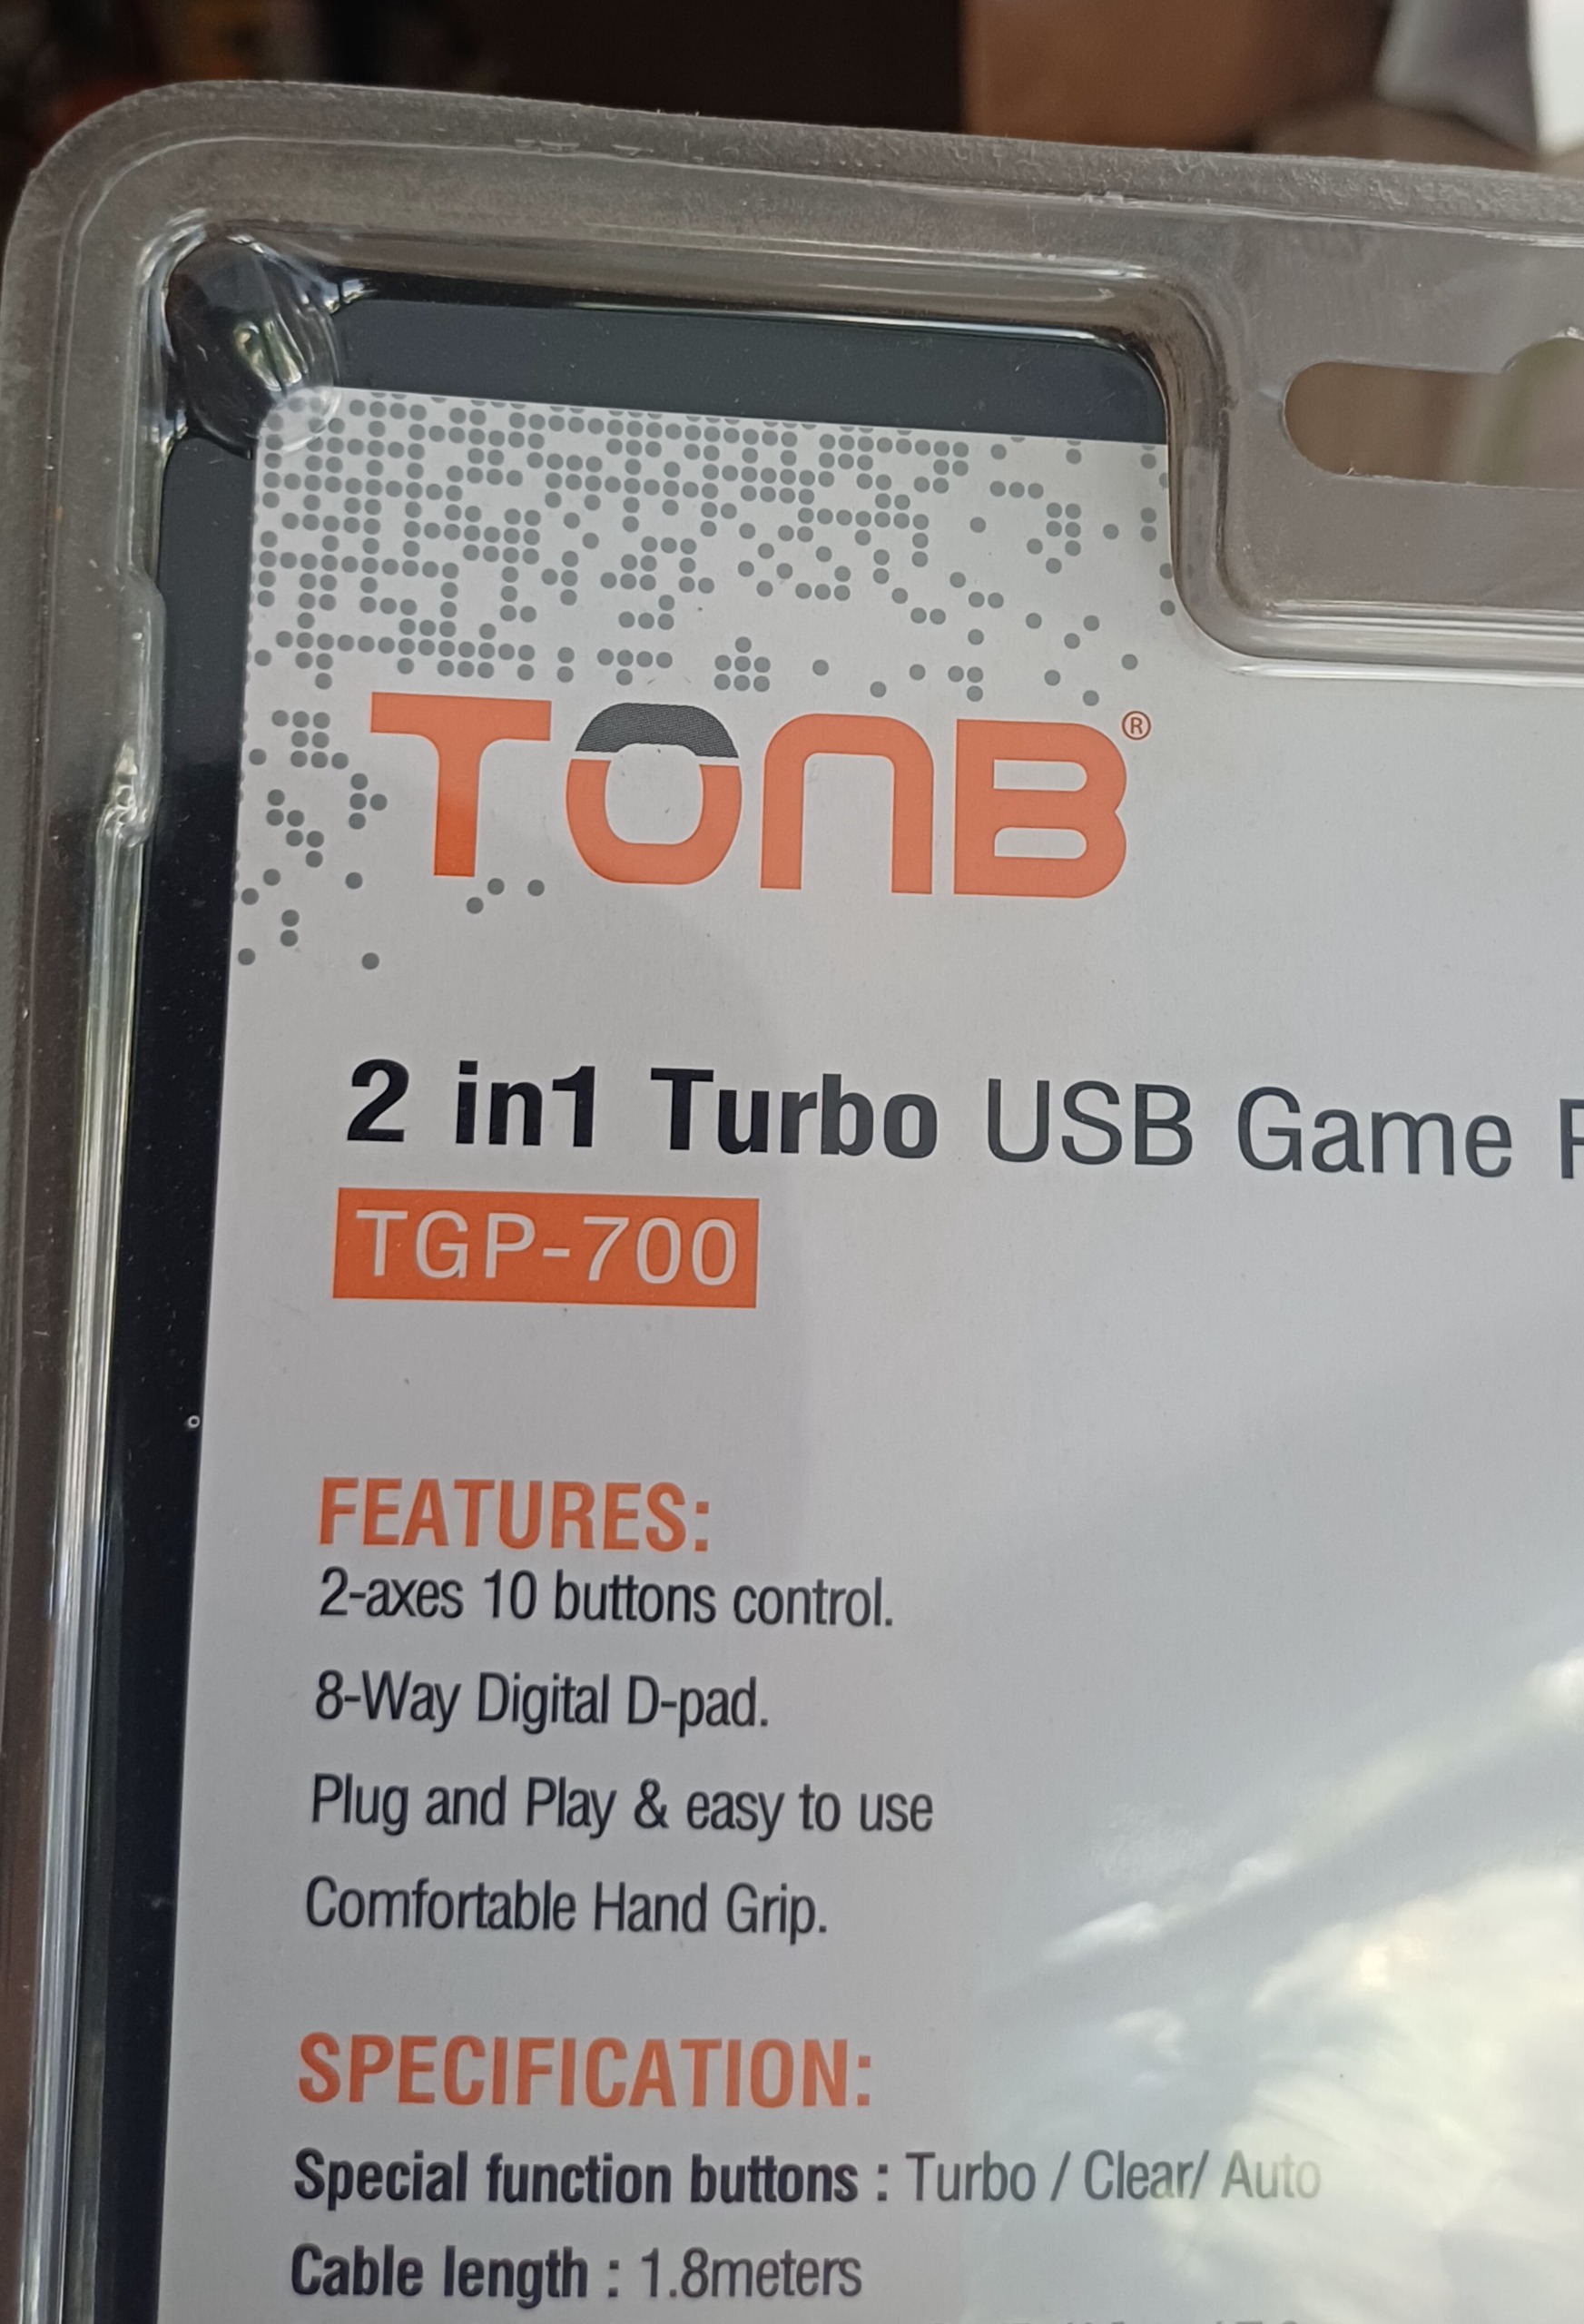 TONB®
2 in1 Turbo USB Game
TGP-700
FEATURES:
2-axes 10 buttons control.
8-Way Digital D-pad.
Plug and Play & easy to use
Comfortable Hand Grip.
SPECIFICATION:
Special function buttons : Turbo / Clear/ Auto
Cable length : 1.8meters